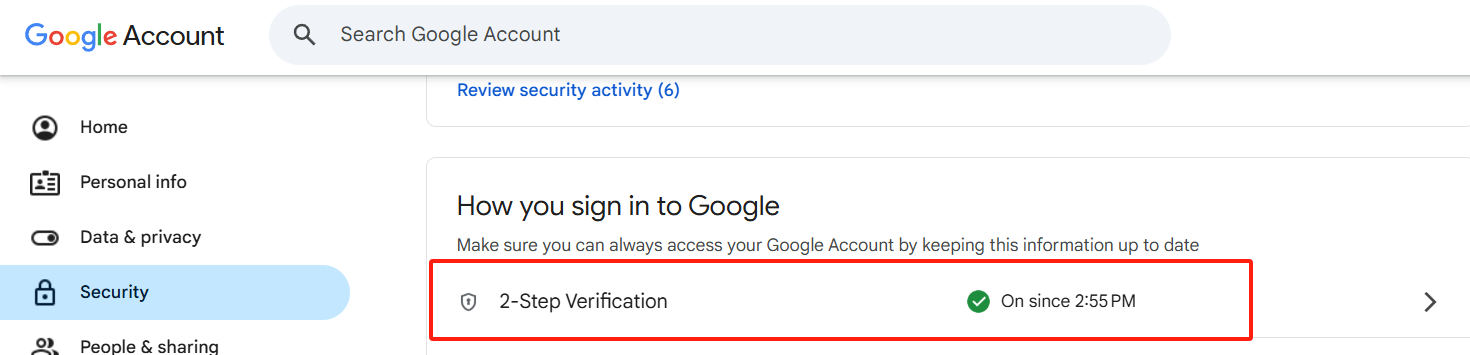 Google Account
Search Google Account
Review security activity (6)
Home
Personal info
Data & privacy
Security
People & sharing
How you sign in to Google
Make sure you can always access your Google Account by keeping this information up to date
2-Step Verification
On since 2:55 PM